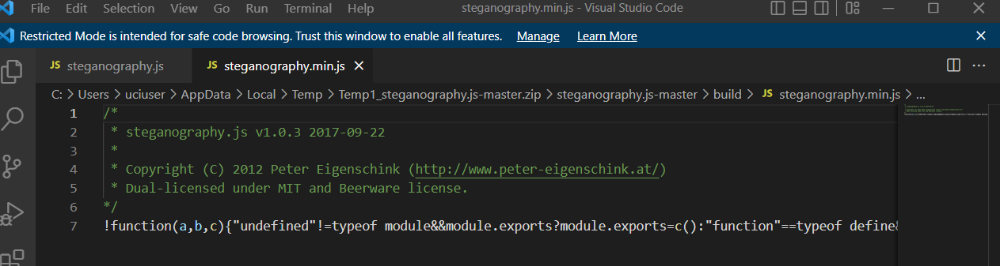 File Edit Selection View Go Run Terminal Help steganography.min.js - Visual Studio Code
Restricted Mode is intended for safe code browsing. Trust this window to enable all features. Manage Learn More
JS steganography.js JS steganography.min.js
C: > Users > uciuser > AppData > Local > Temp > Temp1_steganography.js-master.zip > steganography.js-master > build > JS steganography.min.js > ...
1 /*
2 * steganography.js v1.0.3 2017-09-22
3 *
4 * Copyright (C) 2012 Peter Eigenschink (http://www.peter-eigenschink.at/)
5 * Dual-licensed under MIT and Beerware license.
6 */
7 !function(a,b,c){"undefined"!=typeof module&&module.exports?module.exports=c():"function"==typeof define&